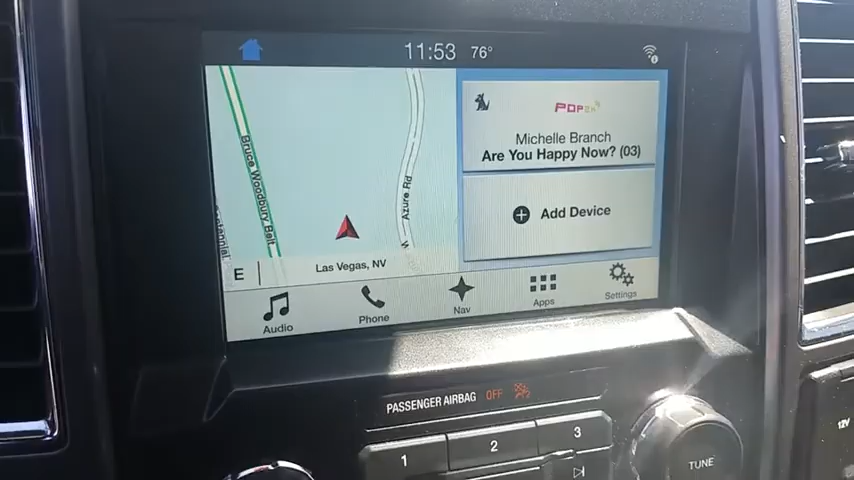 11:53 76°
Bruce Woodbury Belt
W Azure Rd
POP2K
Michelle Branch
Are You Happy Now? (03)
Add Device
E
Las Vegas, NV
Audio
Phone
Nav
Apps
Settings
PASSENGER AIRBAG OFF
1
2
3
TUNE
12V